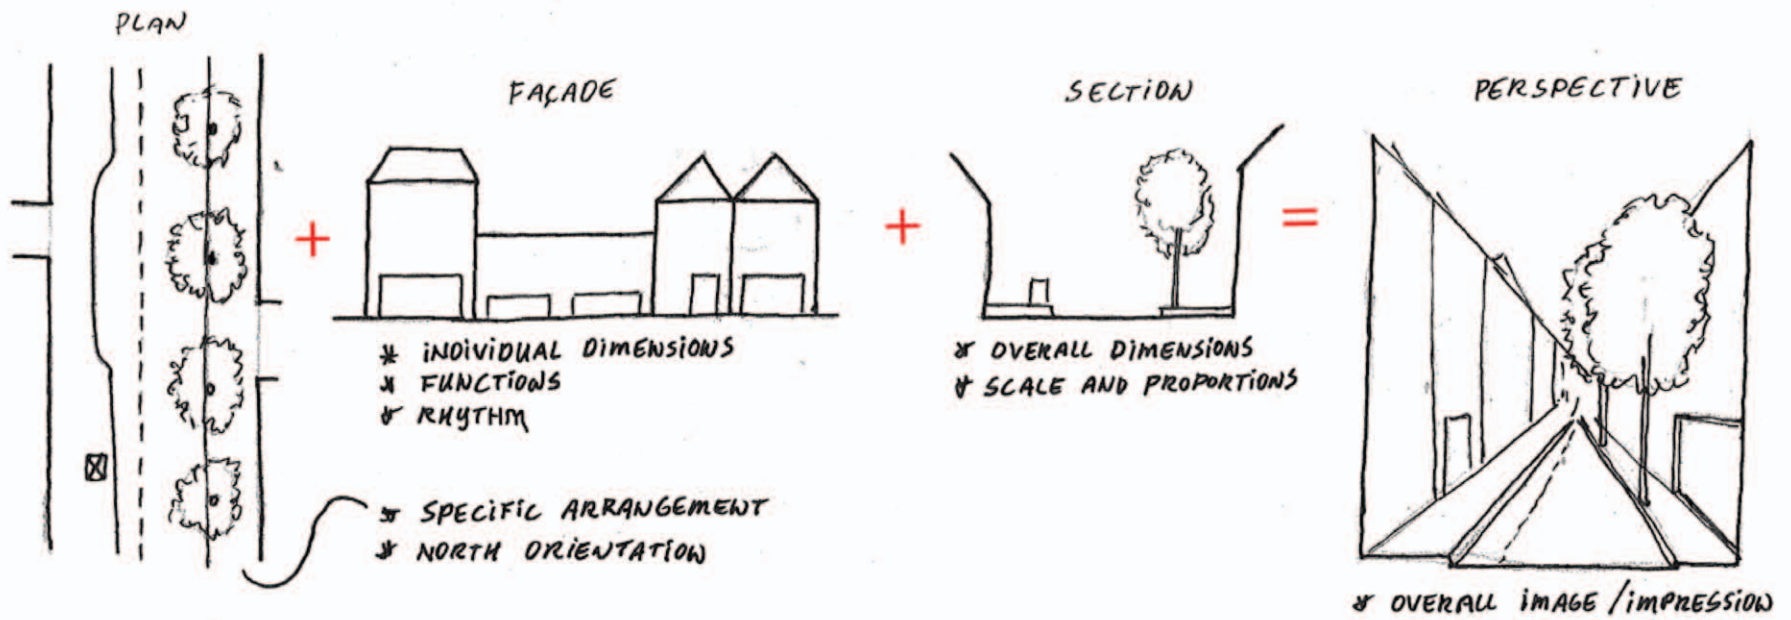 PLAN
FAÇADE
SECTION
PERSPECTIVE
+
+
=
* INDIVIDUAL DIMENSIONS
* FUNCTIONS
* RHYTHM
* OVERALL DIMENSIONS
* SCALE AND PROPORTIONS
* SPECIFIC ARRANGEMENT
* NORTH ORIENTATION
* OVERALL IMAGE / IMPRESSION